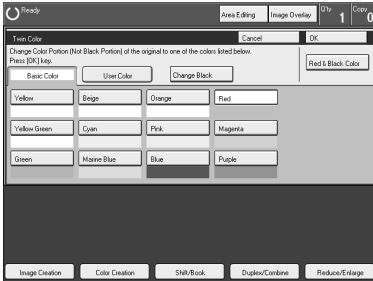 Ready
Area Editing
Image Overlay
Q'ty
1
Copy
0
Twin Color
Cancel
OK
Change Color Portion (Not Black Portion) of the original to one of the colors listed below.
Press [OK] key.
Red & Black Color
Basic Color
User Color
Change Black
Yellow
Beige
Orange
Red
Yellow Green
Cyan
Pink
Magenta
Green
Marine Blue
Blue
Purple
Image Creation
Color Creation
Shift/Book
Duplex/Combine
Reduce/Enlarge